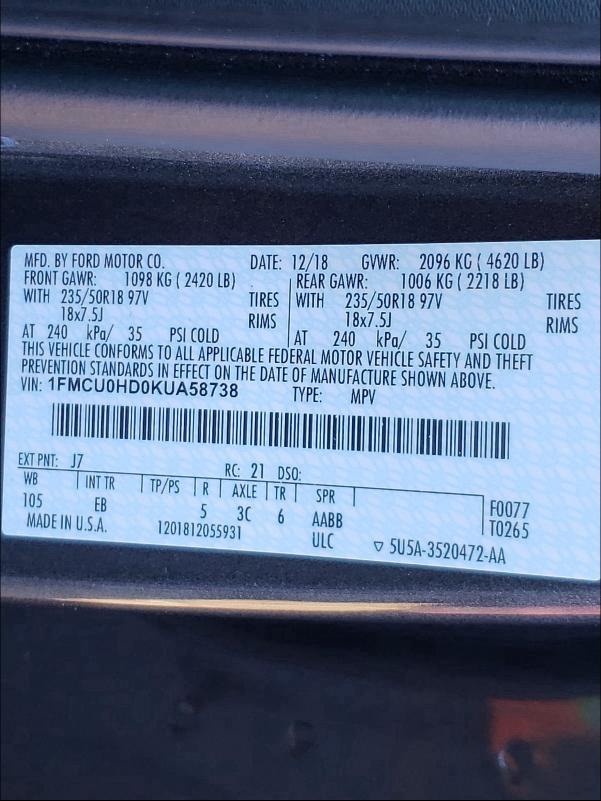 MFD. BY FORD MOTOR CO. DATE: 12/18 GVWR: 2096 KG ( 4620 LB)
FRONT GAWR: 1098 KG ( 2420 LB) REAR GAWR: 1006 KG ( 2218 LB)
WITH 235/50R18 97V TIRES WITH 235/50R18 97V TIRES
18x7.5J RIMS 18x7.5J RIMS
AT 240 kPa/ 35 PSI COLD AT 240 kPa/ 35 PSI COLD
THIS VEHICLE CONFORMS TO ALL APPLICABLE FEDERAL MOTOR VEHICLE SAFETY AND THEFT
PREVENTION STANDARDS IN EFFECT ON THE DATE OF MANUFACTURE SHOWN ABOVE.
VIN: 1FMCU0HD0KUA58738 TYPE: MPV
EXT PNT: J7 RC: 21 DSO:
WB INT TR TP/PS R AXLE TR SPR F0077
105 EB 5 3C 6 AABB T0265
MADE IN U.S.A. 1201812055931 ULC ▽ 5U5A-3520472-AA